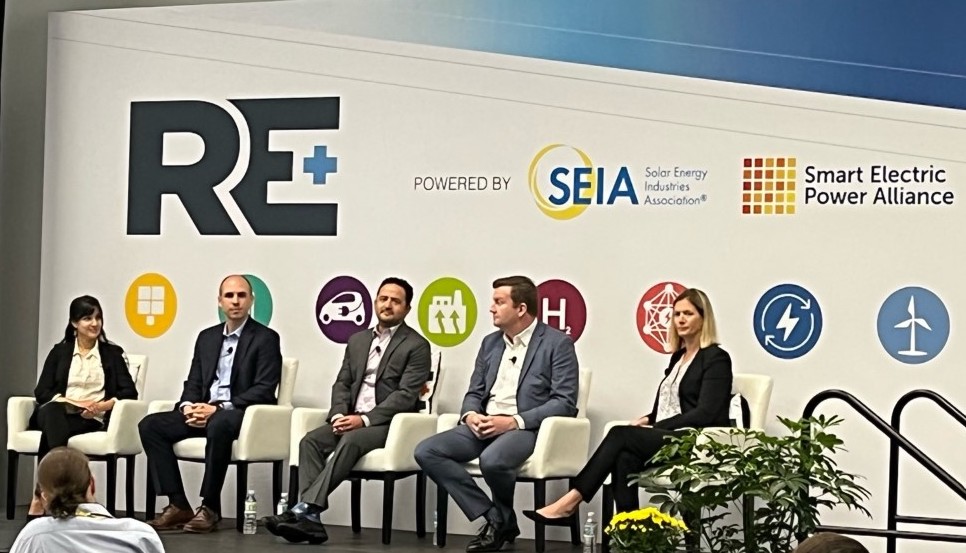 RE+
POWERED BY
SEIA
Solar Energy
Industries
Association®
Smart Electric
Power Alliance
H2